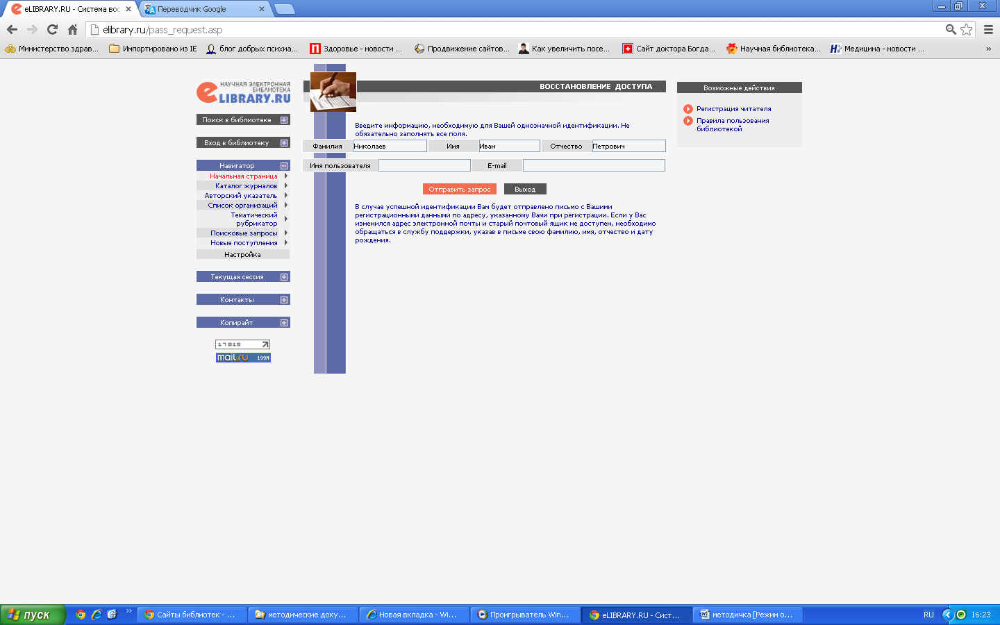 eLIBRARY.RU - Система вос
Переводчик Google
elibrary.ru/pass_request.asp
Министерство здрав...
Импортировано из IE
блог добрых психиа...
Здоровье - новости ...
Продвижение сайтов...
Как увеличить посе...
Сайт доктора Богда...
Научная библиотека...
Медицина - новости ...
»
НАУЧНАЯ ЭЛЕКТРОННАЯ
БИБЛИОТЕКА
eLIBRARY.RU
Поиск в библиотеке
Вход в библиотеку
Навигатор
Начальная страница
Каталог журналов
Авторский указатель
Список организаций
Тематический
рубрикатор
Поисковые запросы
Новые поступления
Настройка
Текущая сессия
Контакты
Копирайт
17819
mail.ru 199M
ВОССТАНОВЛЕНИЕ ДОСТУПА
Введите информацию, необходимую для Вашей однозначной идентификации. Не
обязательно заполнять все поля.
Фамилия Николаев Имя Иван Отчество Петрович
Имя пользователя E-mail
Отправить запрос Выход
В случае успешной идентификации Вам будет отправлено письмо с Вашими
регистрационными данными по адресу, указанному Вами при регистрации. Если у Вас
изменился адрес электронной почты и старый почтовый ящик не доступен, необходимо
обращаться в службу поддержки, указав в письме свою фамилию, имя, отчество и дату
рождения.
Возможные действия
Регистрация читателя
Правила пользования
библиотекой
пуск
»
Сайты библиотек - ...
методические доку...
Новая вкладка - Wi...
Проигрыватель Win...
eLIBRARY.RU - Сист...
методичка [Режим о...
RU
16:23